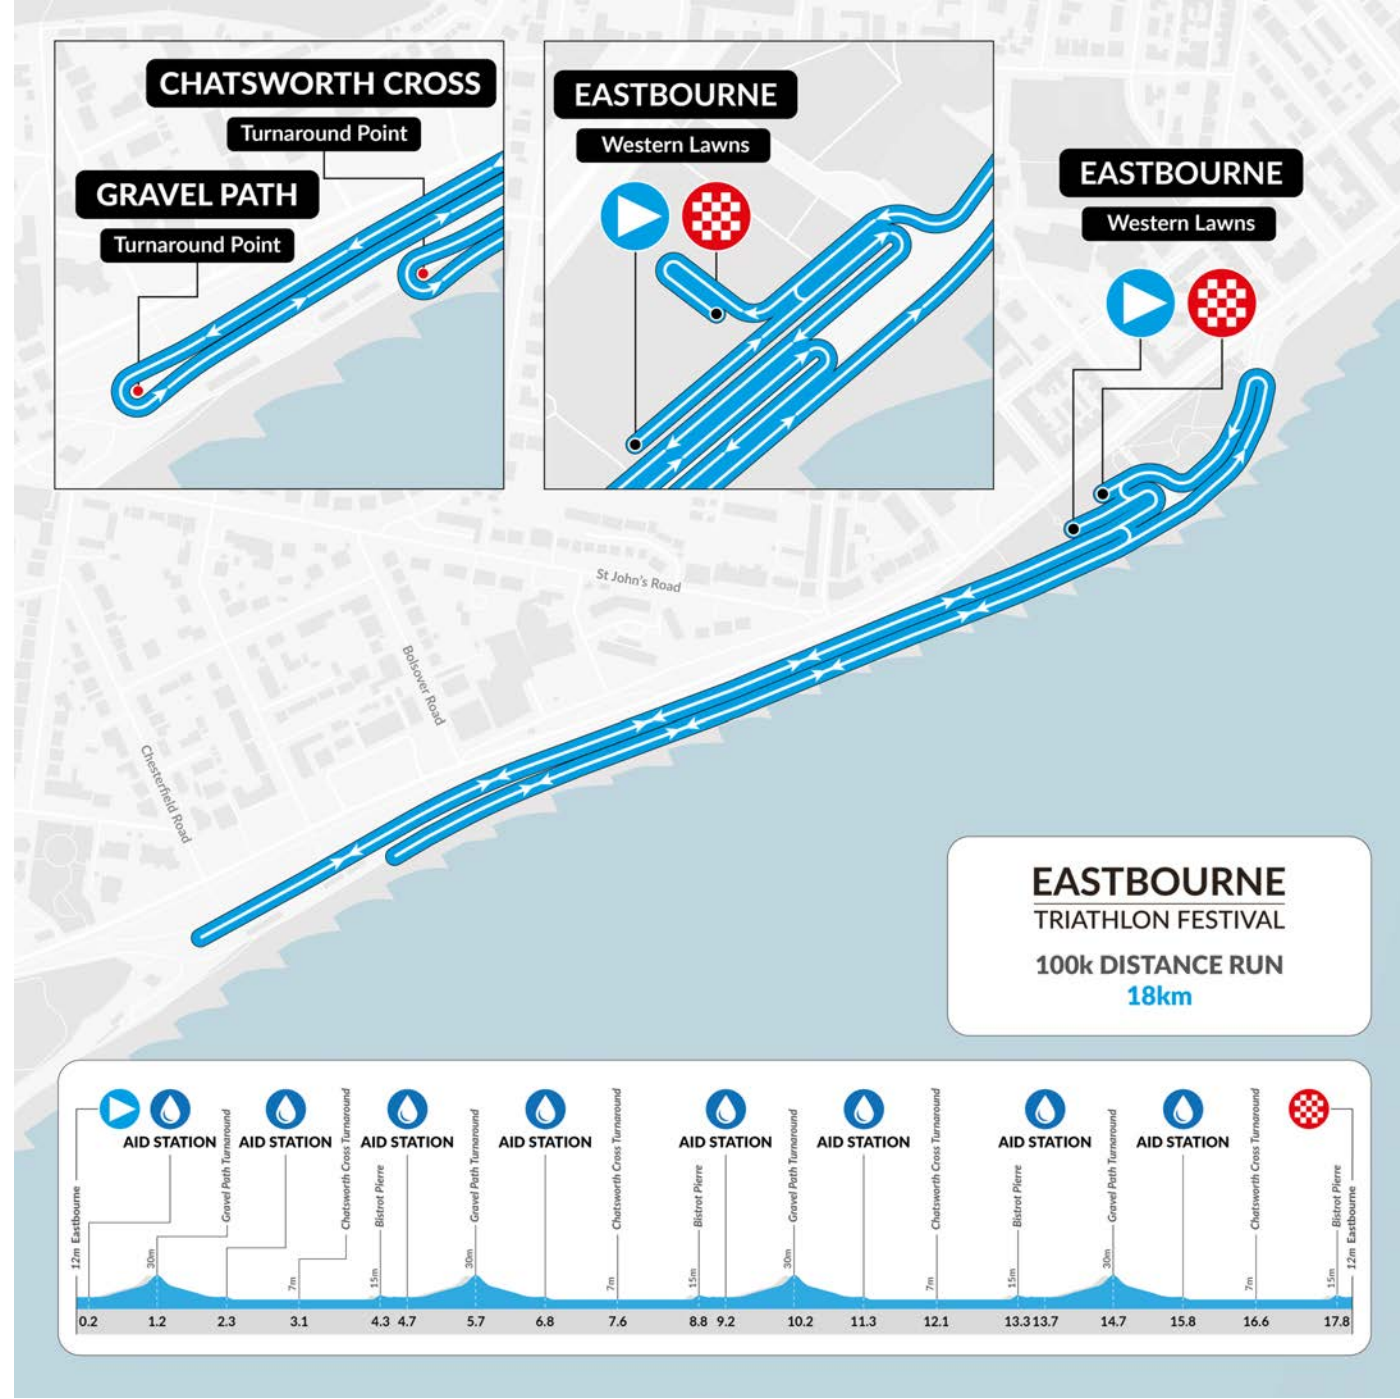 CHATSWORTH CROSS
Turnaround Point
GRAVEL PATH
Turnaround Point
EASTBOURNE
Western Lawns
EASTBOURNE
Western Lawns
St John's Road
Bolsover Road
Chesterfield Road
EASTBOURNE
TRIATHLON FESTIVAL
100k DISTANCE RUN
18km
12m Eastbourne
AID STATION
30m
Gravel Path Turnaround
AID STATION
7m
Chatsworth Cross Turnaround
15m
Bistrot Pierre
AID STATION
30m
Gravel Path Turnaround
AID STATION
7m
Chatsworth Cross Turnaround
15m
Bistrot Pierre
AID STATION
30m
Gravel Path Turnaround
AID STATION
7m
Chatsworth Cross Turnaround
15m
Bistrot Pierre
AID STATION
30m
Gravel Path Turnaround
AID STATION
7m
Chatsworth Cross Turnaround
15m
Bistrot Pierre
12m Eastbourne
0.2 1.2 2.3 3.1 4.3 4.7 5.7 6.8 7.6 8.8 9.2 10.2 11.3 12.1 13.3 13.7 14.7 15.8 16.6 17.8